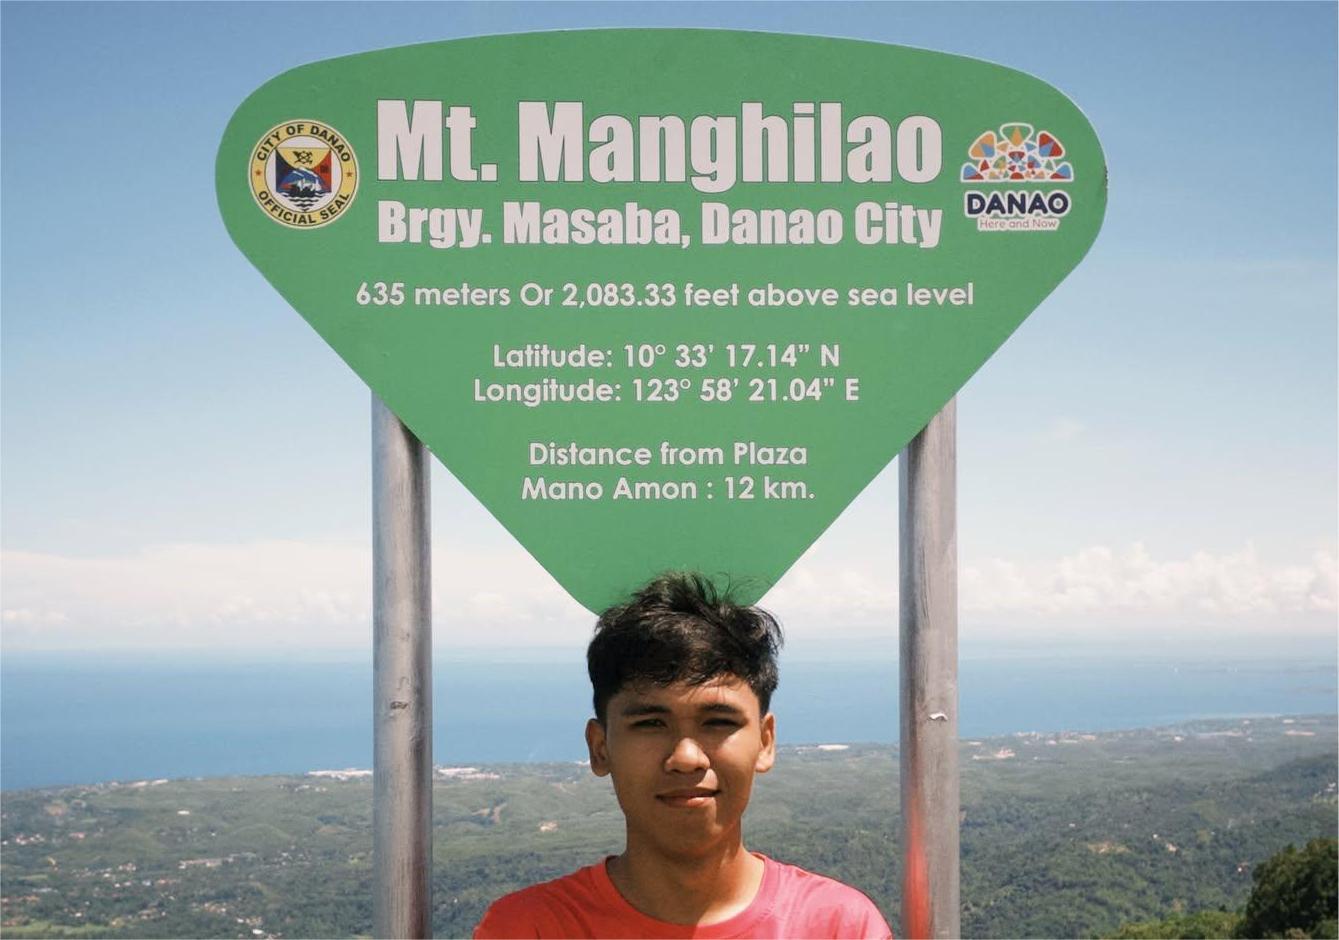 CITY OF DANAO
OFFICIAL SEAL
Mt. Manghilao
Brgy. Masaba, Danao City
DANAO
Here and Now
635 meters Or 2,083.33 feet above sea level
Latitude: 10° 33’ 17.14” N
Longitude: 123° 58’ 21.04” E
Distance from Plaza
Mano Amon : 12 km.